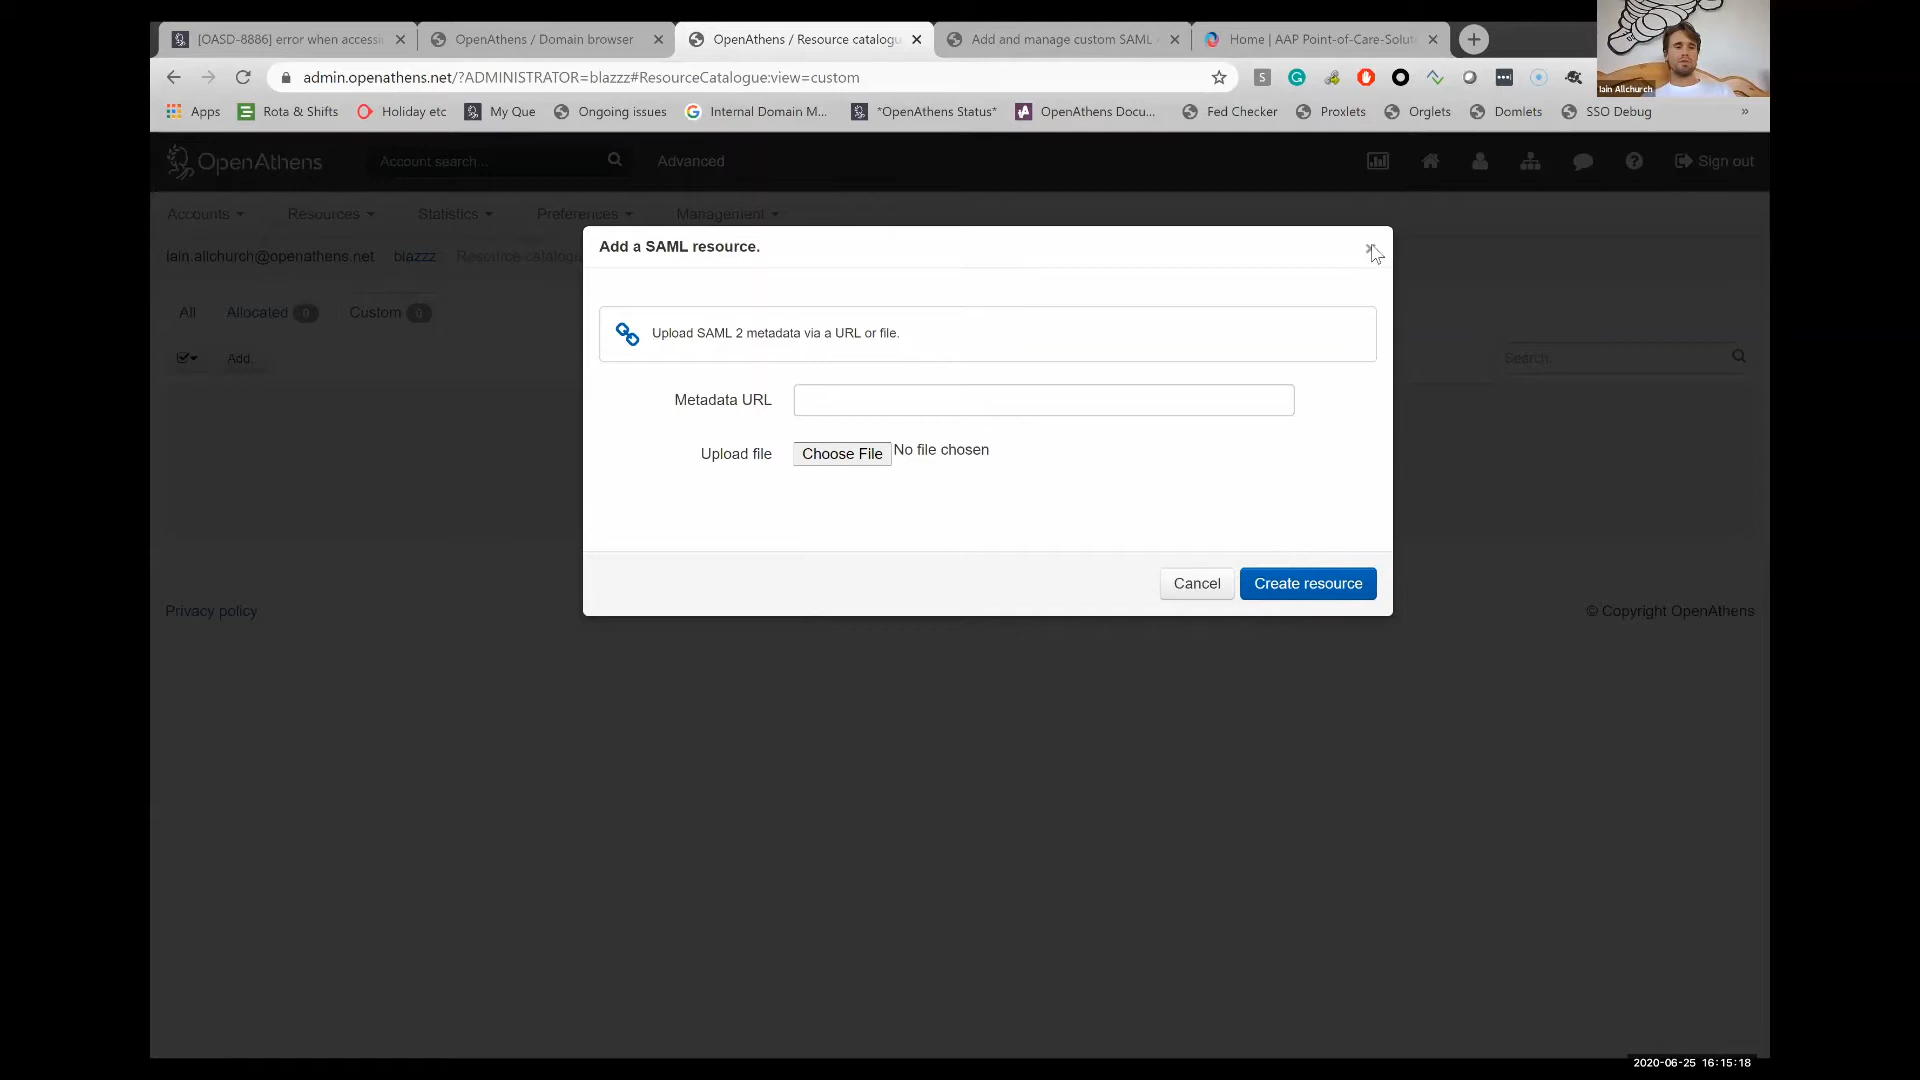 [OASD-8886] error when accessi
OpenAthens / Domain browser
OpenAthens / Resource catalogu
Add and manage custom SAML
Home | AAP Point-of-Care-Solut
admin.openathens.net/?ADMINISTRATOR=blazzz#ResourceCatalogue:view=custom
Iain Allchurch
Apps
Rota & Shifts
Holiday etc
My Que
Ongoing issues
Internal Domain M...
*OpenAthens Status*
OpenAthens Docu...
Fed Checker
Proxlets
Orglets
Domlets
SSO Debug
»
OpenAthens
Account search...
Advanced
Sign out
Accounts
Resources
Statistics
Preferences
Management
iain.allchurch@openathens.net
blazzz
Resource catalogu
All
Allocated 0
Custom 0
Add
Search.
Add a SAML resource.
Upload SAML 2 metadata via a URL or file.
Metadata URL
Upload file
Choose File
No file chosen
Cancel
Create resource
Privacy policy
© Copyright OpenAthens
2020-06-25 16:15:18